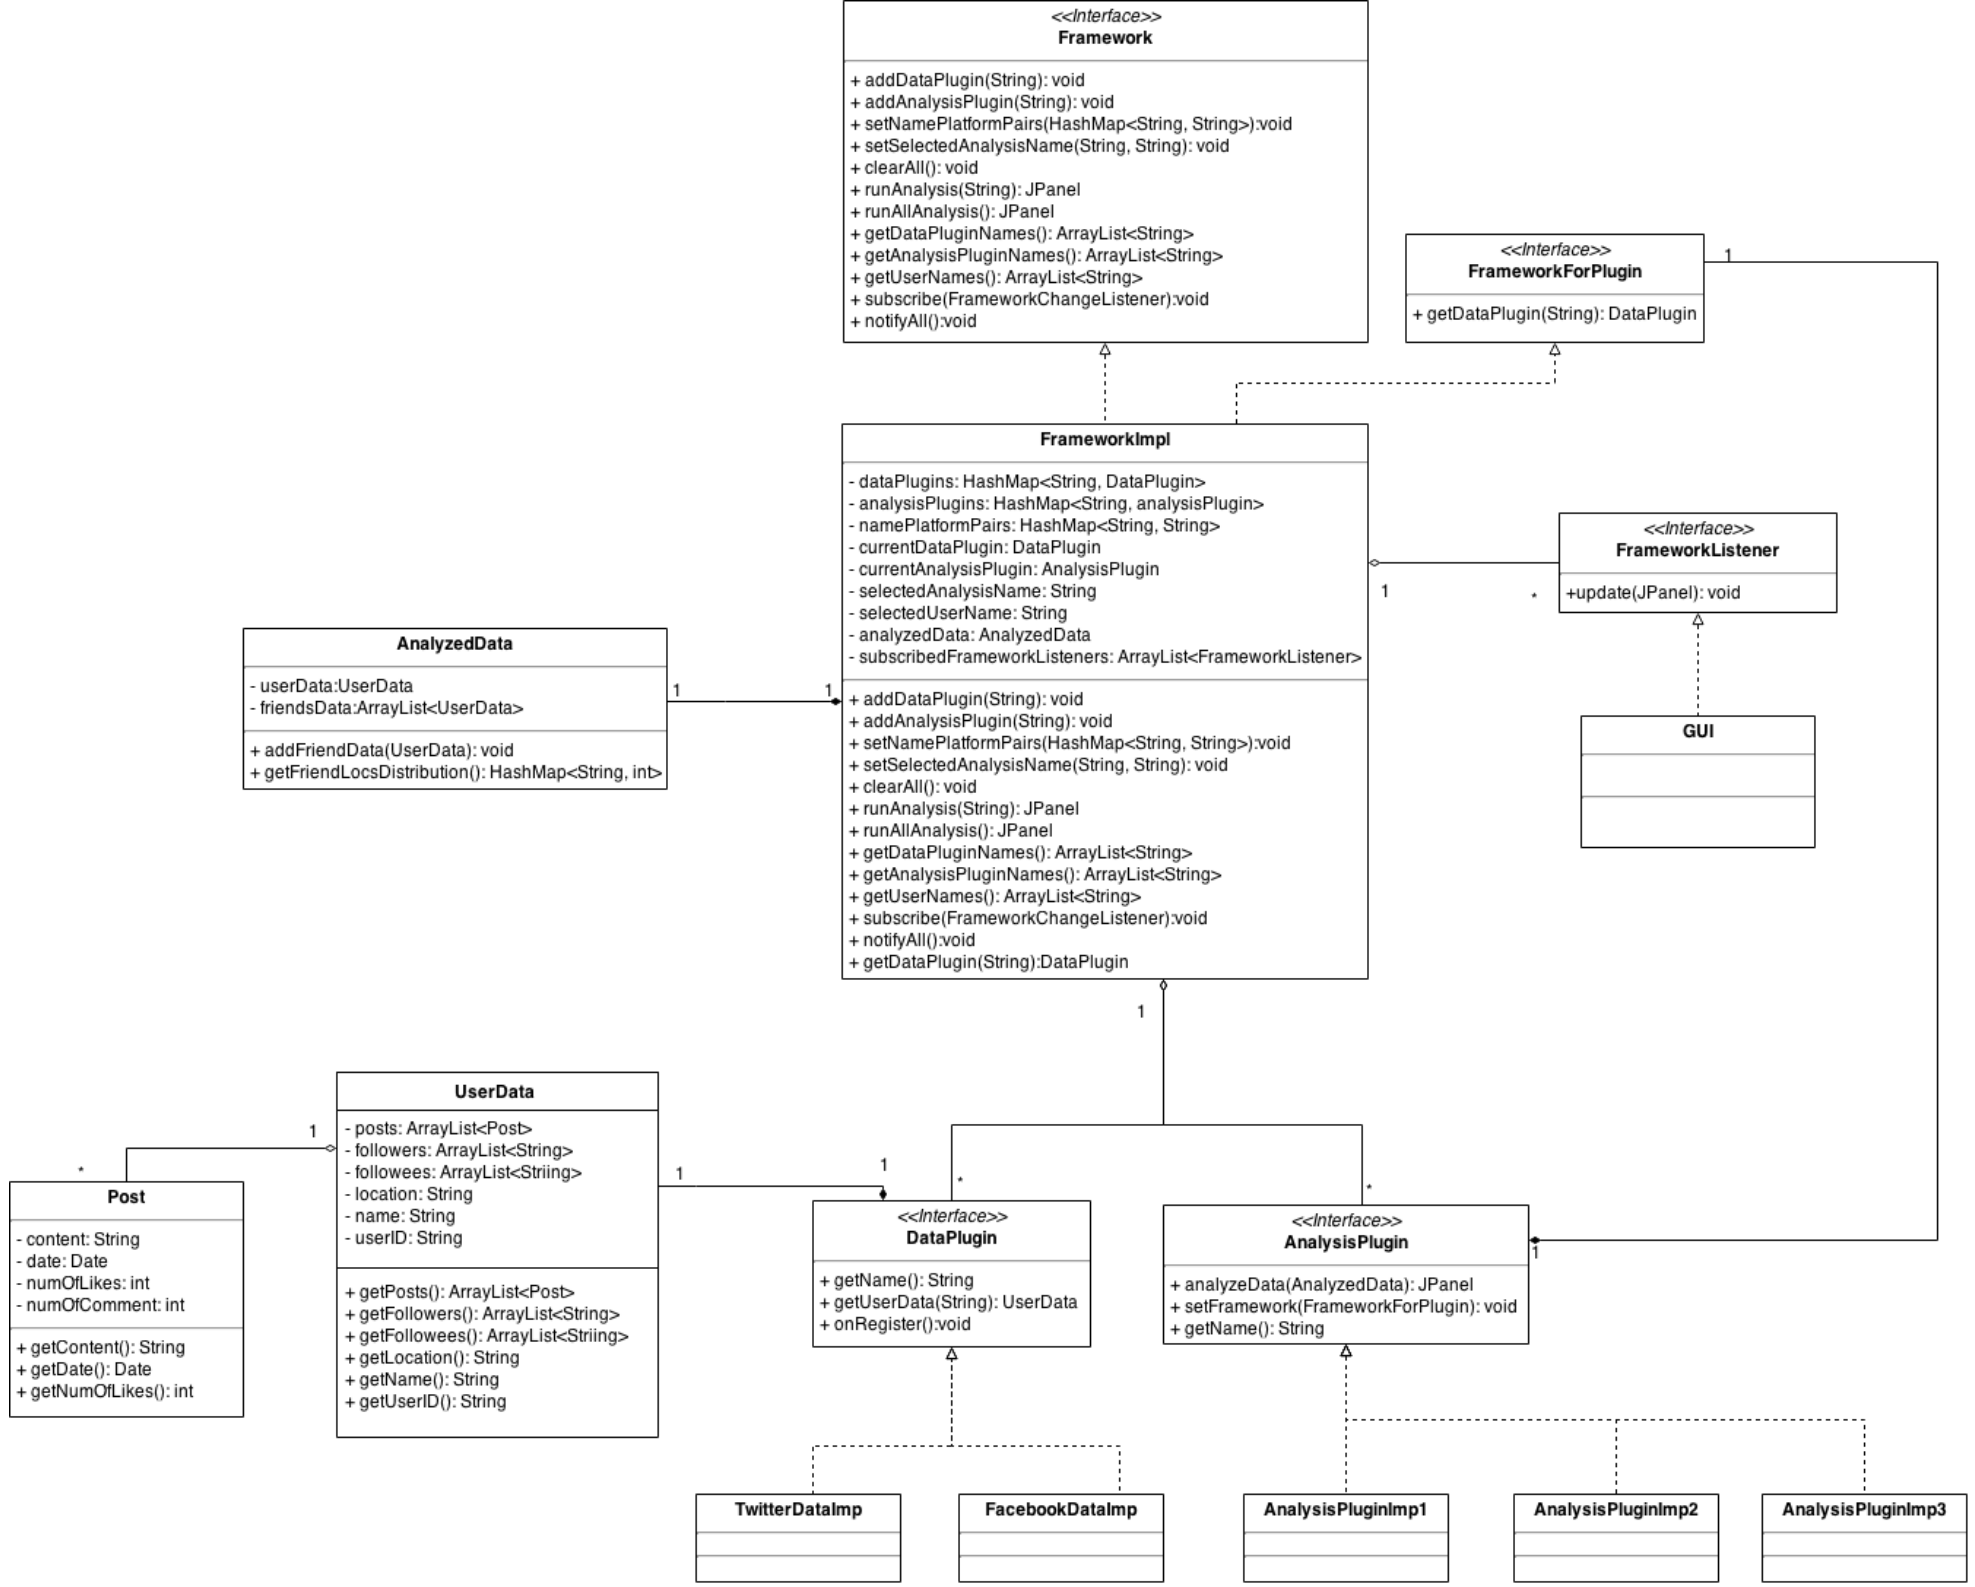 <<Interface>>
Framework
+ addDataPlugin(String): void
+ addAnalysisPlugin(String): void
+ setNamePlatformPairs(HashMap<String, String>):void
+ setSelectedAnalysisName(String, String): void
+ clearAll(): void
+ runAnalysis(String): JPanel
+ runAllAnalysis(): JPanel
+ getDataPluginNames(): ArrayList<String>
+ getAnalysisPluginNames(): ArrayList<String>
+ getUserNames(): ArrayList<String>
+ subscribe(FrameworkChangeListener):void
+ notifyAll():void
<<Interface>>
FrameworkForPlugin
+ getDataPlugin(String): DataPlugin
1
FrameworkImpl
- dataPlugins: HashMap<String, DataPlugin>
- analysisPlugins: HashMap<String, analysisPlugin>
- namePlatformPairs: HashMap<String, String>
- currentDataPlugin: DataPlugin
- currentAnalysisPlugin: AnalysisPlugin
- selectedAnalysisName: String
- selectedUserName: String
- analyzedData: AnalyzedData
- subscribedFrameworkListeners: ArrayList<FrameworkListener>
+ addDataPlugin(String): void
+ addAnalysisPlugin(String): void
+ setNamePlatformPairs(HashMap<String, String>):void
+ setSelectedAnalysisName(String, String): void
+ clearAll(): void
+ runAnalysis(String): JPanel
+ runAllAnalysis(): JPanel
+ getDataPluginNames(): ArrayList<String>
+ getAnalysisPluginNames(): ArrayList<String>
+ getUserNames(): ArrayList<String>
+ subscribe(FrameworkChangeListener):void
+ notifyAll():void
+ getDataPlugin(String):DataPlugin
1
*
<<Interface>>
FrameworkListener
+update(JPanel): void
GUI
AnalyzedData
- userData:UserData
- friendsData:ArrayList<UserData>
+ addFriendData(UserData): void
+ getFriendLocsDistribution(): HashMap<String, int>
1
1
1
UserData
- posts: ArrayList<Post>
- followers: ArrayList<String>
- followees: ArrayList<Striing>
- location: String
- name: String
- userID: String
+ getPosts(): ArrayList<Post>
+ getFollowers(): ArrayList<String>
+ getFollowees(): ArrayList<Striing>
+ getLocation(): String
+ getName(): String
+ getUserID(): String
1
*
Post
- content: String
- date: Date
- numOfLikes: int
- numOfComment: int
+ getContent(): String
+ getDate(): Date
+ getNumOfLikes(): int
1
1
*
<<Interface>>
DataPlugin
+ getName(): String
+ getUserData(String): UserData
+ onRegister():void
*
<<Interface>>
AnalysisPlugin
+ analyzeData(AnalyzedData): JPanel
+ setFramework(FrameworkForPlugin): void
+ getName(): String
1
TwitterDataImp
FacebookDataImp
AnalysisPluginImp1
AnalysisPluginImp2
AnalysisPluginImp3